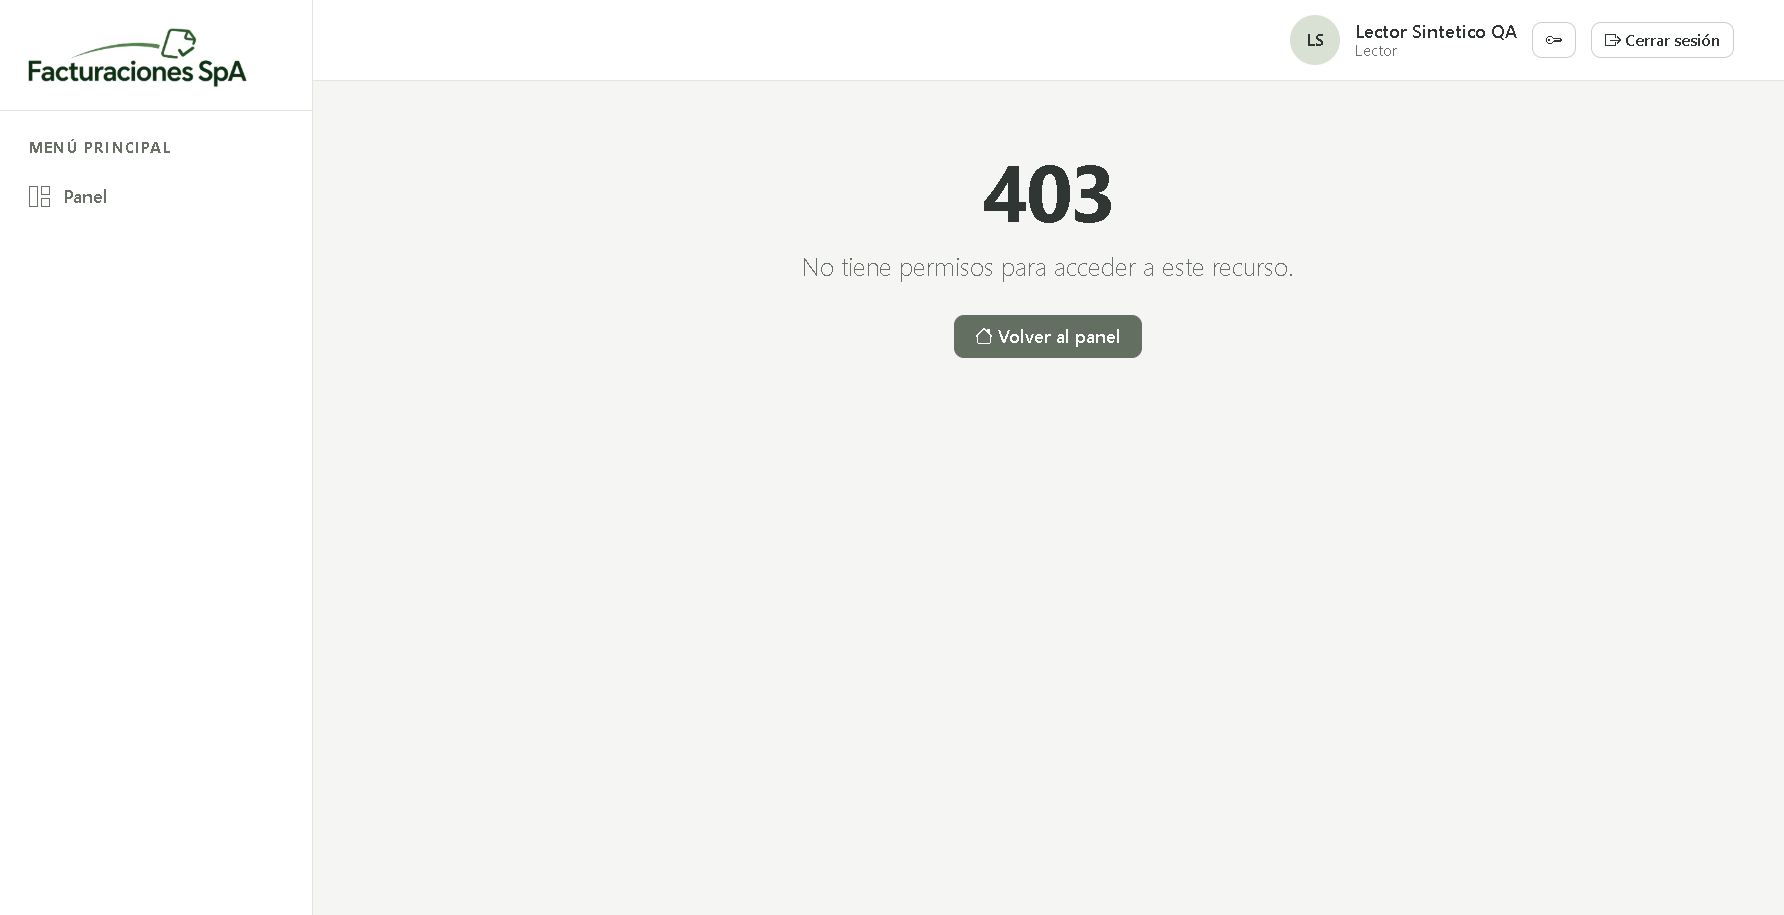 Facturaciones SpA
LS
Lector Sintetico QA
Lector
Cerrar sesión
MENÚ PRINCIPAL
Panel
403
No tiene permisos para acceder a este recurso.
Volver al panel